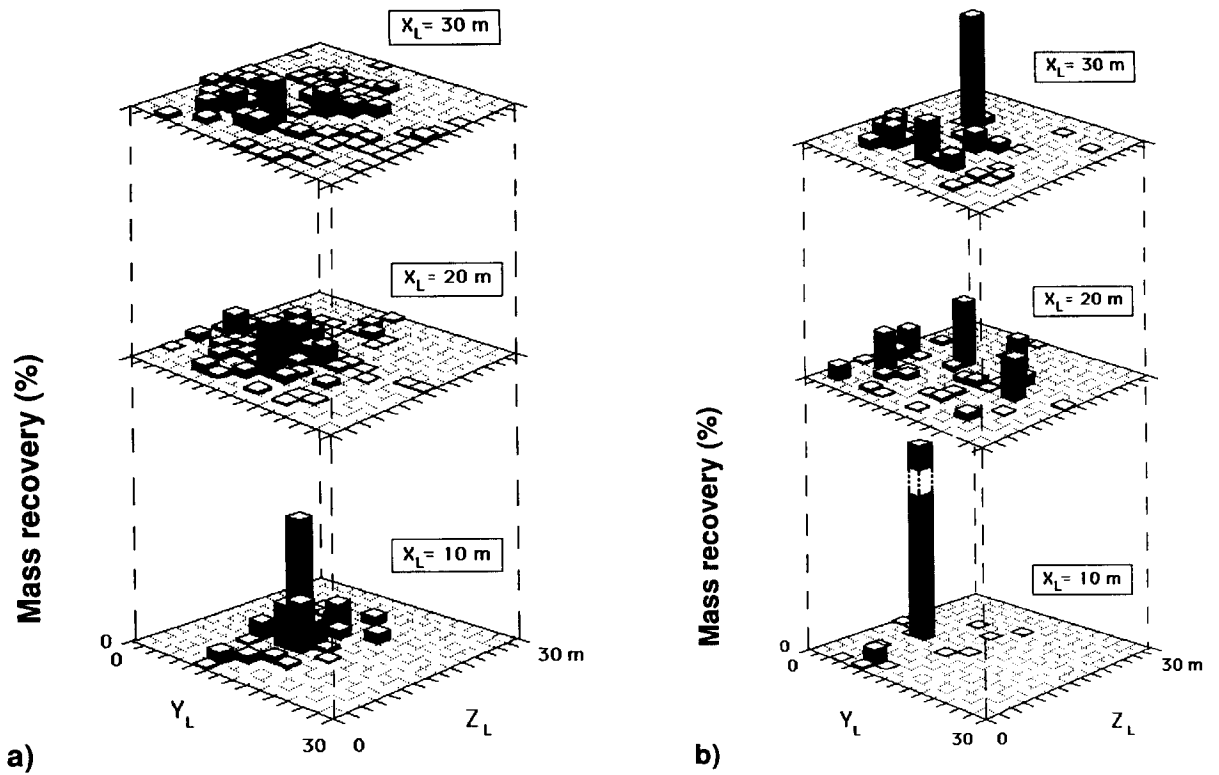 X_L= 30 m
X_L= 20 m
X_L= 10 m
Mass recovery (%)
0
0
30 m
Y_L
Z_L
30 0
a)
X_L= 30 m
X_L= 20 m
X_L= 10 m
Mass recovery (%)
0
0
30 m
Y_L
Z_L
30 0
b)